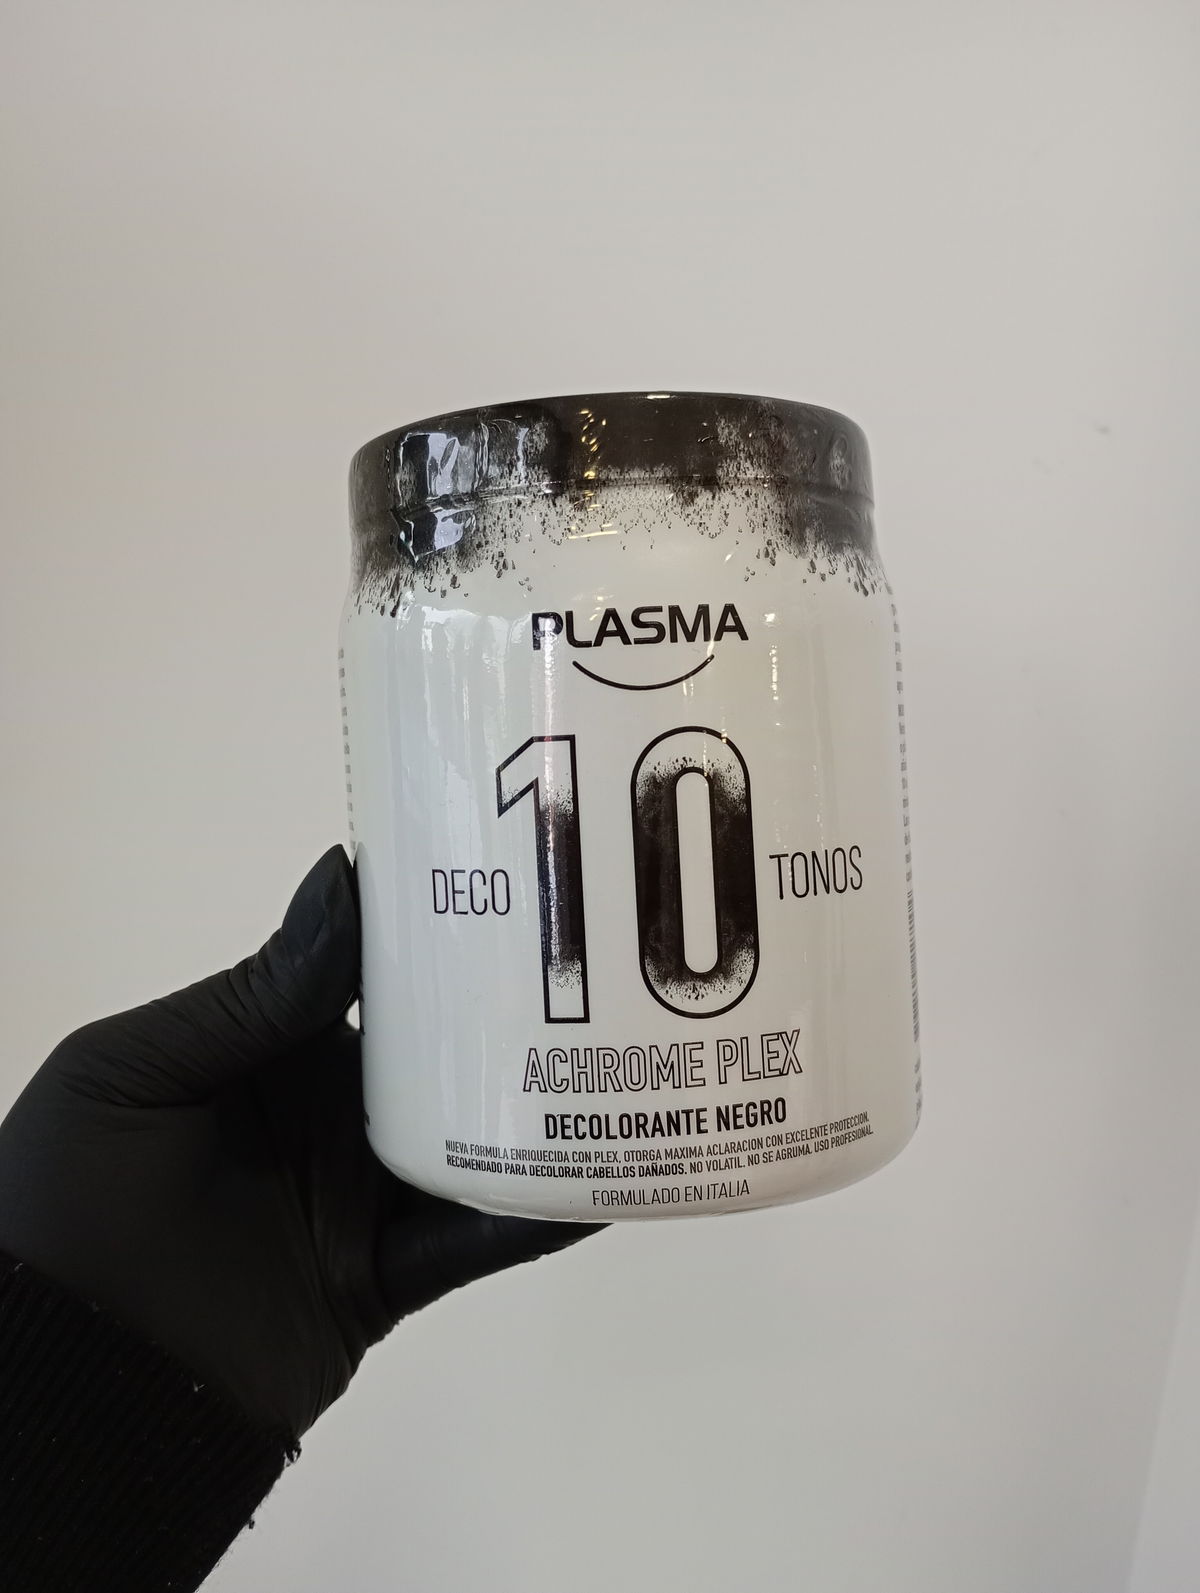 PLASMA
DECO 10 TONOS
ACHROME PLEX
DECOLORANTE NEGRO
NUEVA FORMULA ENRIQUECIDA CON PLEX, OTORGA MAXIMA ACLARACION CON EXCELENTE PROTECCION.
RECOMENDADO PARA DECOLORAR CABELLOS DAÑADOS. NO VOLATIL. NO SE AGRUMA. USO PROFESIONAL
FORMULADO EN ITALIA